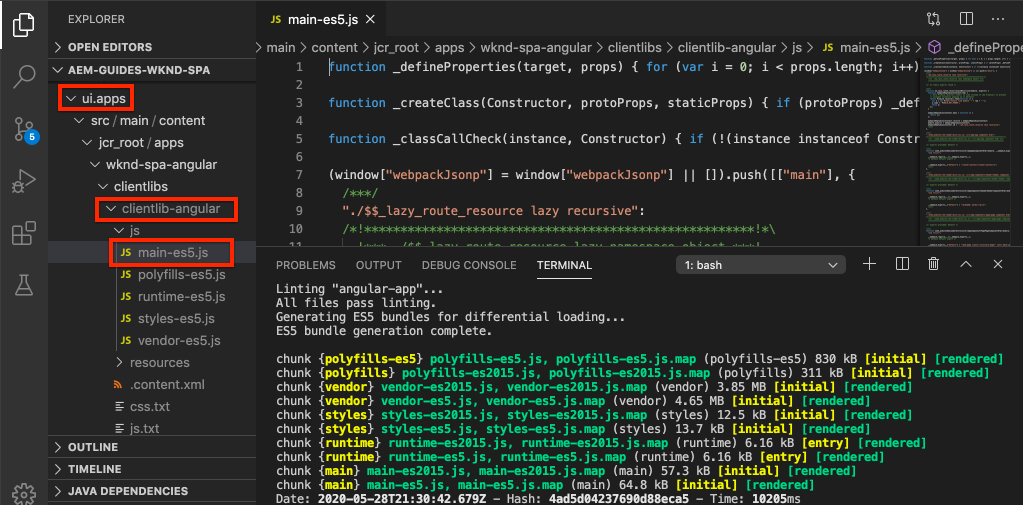 EXPLORER
OPEN EDITORS
AEM-GUIDES-WKND-SPA
ui.apps
src / main / content
jcr_root / apps
wknd-spa-angular
clientlibs
clientlib-angular
js
JS main-es5.js
JS polyfills-es5.js
JS runtime-es5.js
JS styles-es5.js
JS vendor-es5.js
resources
.content.xml
css.txt
js.txt
OUTLINE
TIMELINE
JAVA DEPENDENCIES
5
JS main-es5.js ×
> main > content > jcr_root > apps > wknd-spa-angular > clientlibs > clientlib-angular > js > JS main-es5.js > _definePrope
1 function _defineProperties(target, props) { for (var i = 0; i < props.length; i++)
2
3 function _createClass(Constructor, protoProps, staticProps) { if (protoProps) _def
4
5 function _classCallCheck(instance, Constructor) { if (!(instance instanceof Constr
6
7 (window["webpackJsonp"] = window["webpackJsonp"] || []).push([["main"], {
8 /***/
9 "./$$_lazy_route_resource lazy recursive":
10 /*!******************************************************!*\
11 !*** ./$$_lazy_route_resource lazy namespace object ***!
PROBLEMS OUTPUT DEBUG CONSOLE TERMINAL 1: bash
Linting "angular-app"...
All files pass linting.
Generating ES5 bundles for differential loading...
ES5 bundle generation complete.
chunk {polyfills-es5} polyfills-es5.js, polyfills-es5.js.map (polyfills-es5) 830 kB [initial] [rendered]
chunk {polyfills} polyfills-es2015.js, polyfills-es2015.js.map (polyfills) 311 kB [initial] [rendered]
chunk {vendor} vendor-es2015.js, vendor-es2015.js.map (vendor) 3.85 MB [initial] [rendered]
chunk {vendor} vendor-es5.js, vendor-es5.js.map (vendor) 4.65 MB [initial] [rendered]
chunk {styles} styles-es2015.js, styles-es2015.js.map (styles) 12.5 kB [initial] [rendered]
chunk {styles} styles-es5.js, styles-es5.js.map (styles) 13.7 kB [initial] [rendered]
chunk {runtime} runtime-es2015.js, runtime-es2015.js.map (runtime) 6.16 kB [entry] [rendered]
chunk {runtime} runtime-es5.js, runtime-es5.js.map (runtime) 6.16 kB [entry] [rendered]
chunk {main} main-es2015.js, main-es2015.js.map (main) 57.3 kB [initial] [rendered]
chunk {main} main-es5.js, main-es5.js.map (main) 64.8 kB [initial] [rendered]
Date: 2020-05-28T21:30:42.679Z – Hash: 4ad5d04237690d88eca5 – Time: 10205ms